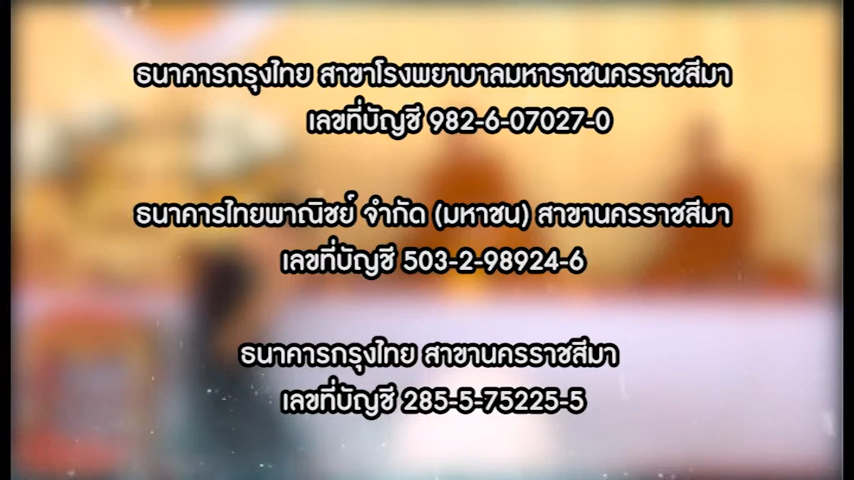 ธนาคารกรุงไทย สาขาโรงพยาบาลมหาราชนครราชสีมา
เลขที่บัญชี 982-6-07027-0
ธนาคารไทยพาณิชย์ จำกัด (มหาชน) สาขานครราชสีมา
เลขที่บัญชี 503-2-98924-6
ธนาคารกรุงไทย สาขานครราชสีมา
เลขที่บัญชี 285-5-75225-5